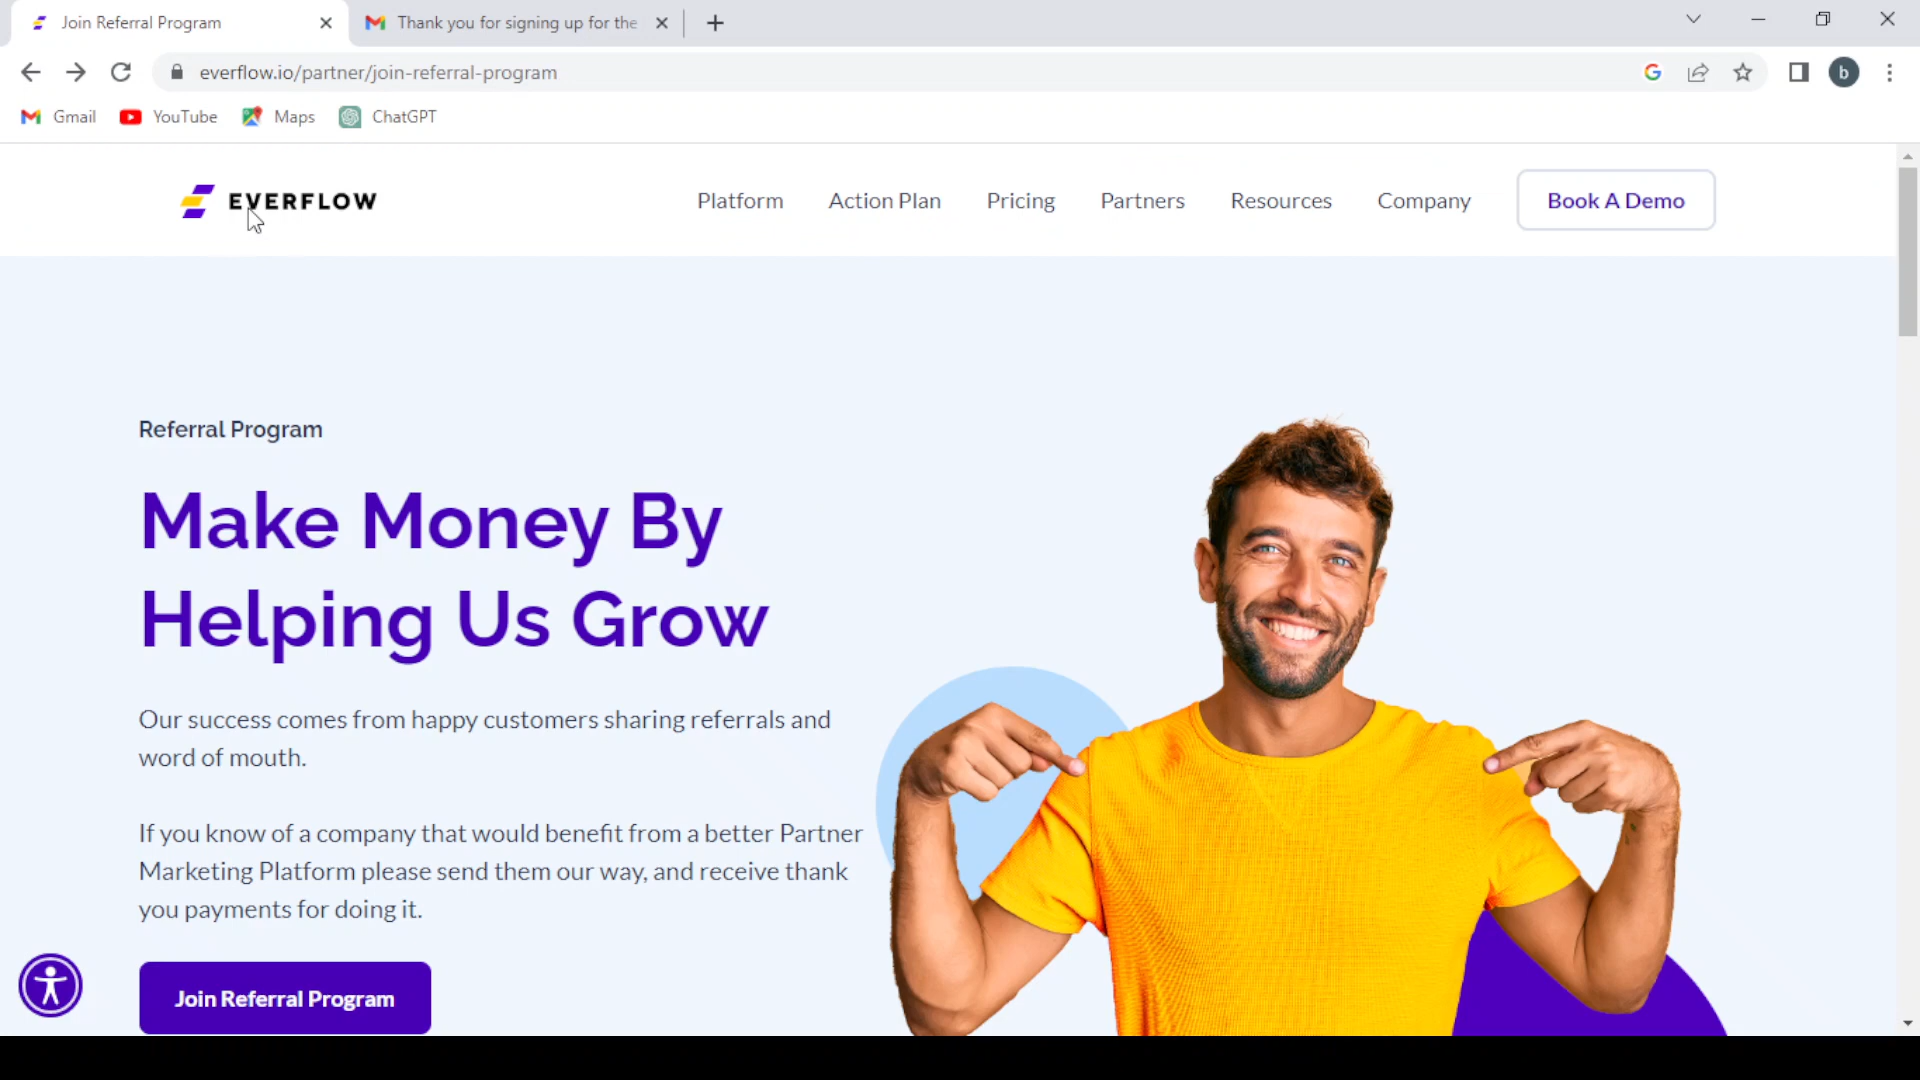 Join Referral Program
Thank you for signing up for the
everflow.io/partner/join-referral-program
b
Gmail
YouTube
Maps
ChatGPT
EVERFLOW
Platform
Action Plan
Pricing
Partners
Resources
Company
Book A Demo
Referral Program
Make Money By
Helping Us Grow
Our success comes from happy customers sharing referrals and
word of mouth.
If you know of a company that would benefit from a better Partner
Marketing Platform please send them our way, and receive thank
you payments for doing it.
Join Referral Program